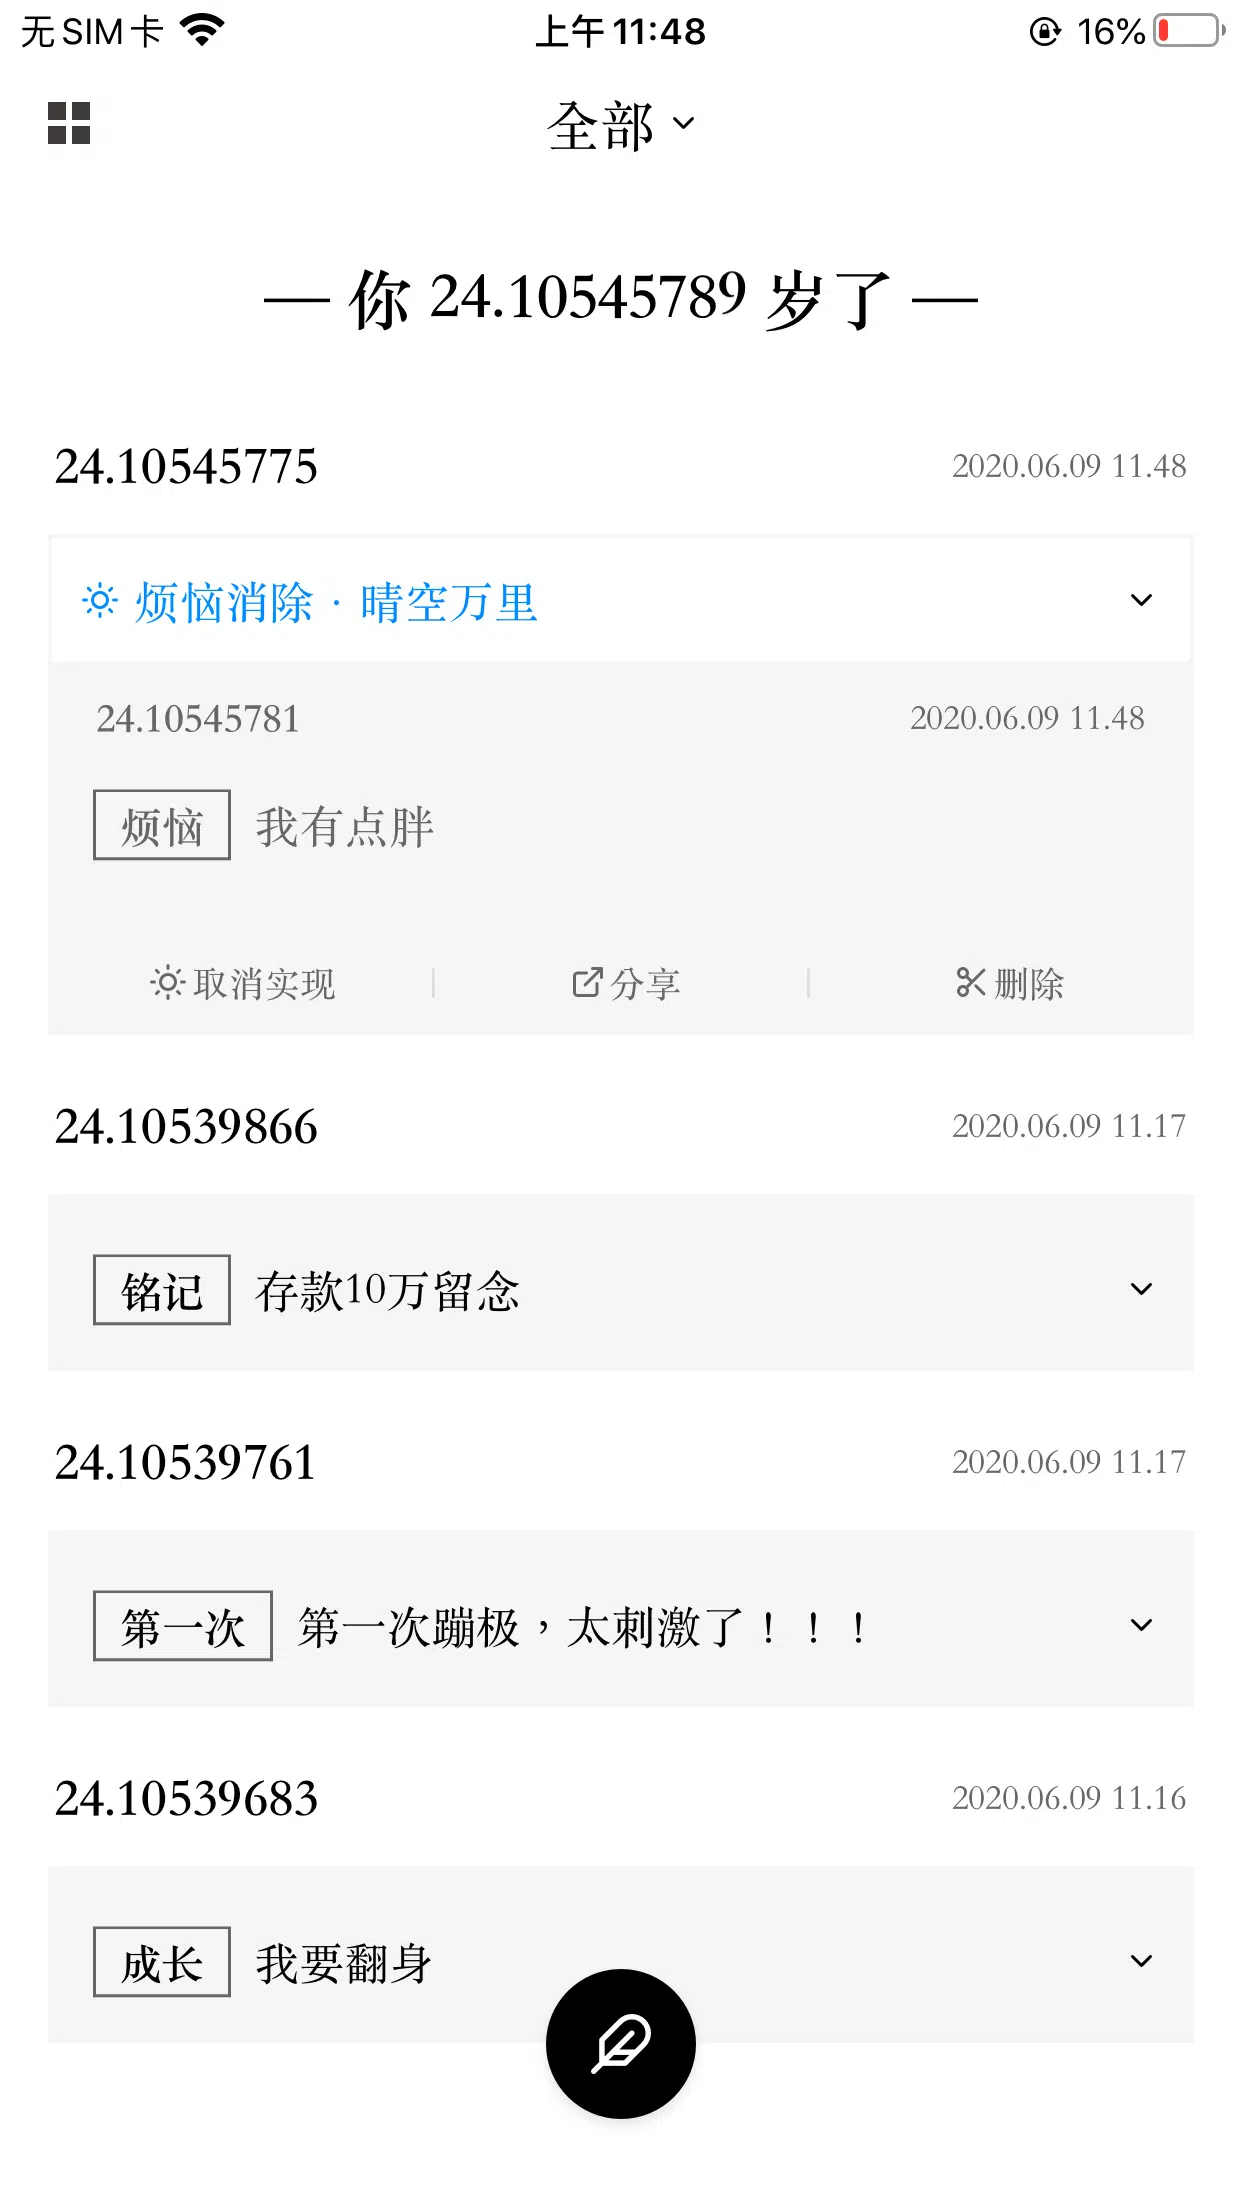 无SIM卡 上午11:48 16%
全部
— 你 24.10545789 岁了 —
24.10545775 2020.06.09 11.48
烦恼消除 · 晴空万里
24.10545781 2020.06.09 11.48
烦恼 我有点胖
取消实现 分享 删除
24.10539866 2020.06.09 11.17
铭记 存款10万留念
24.10539761 2020.06.09 11.17
第一次 第一次蹦极，太刺激了！！！
24.10539683 2020.06.09 11.16
成长 我要翻身